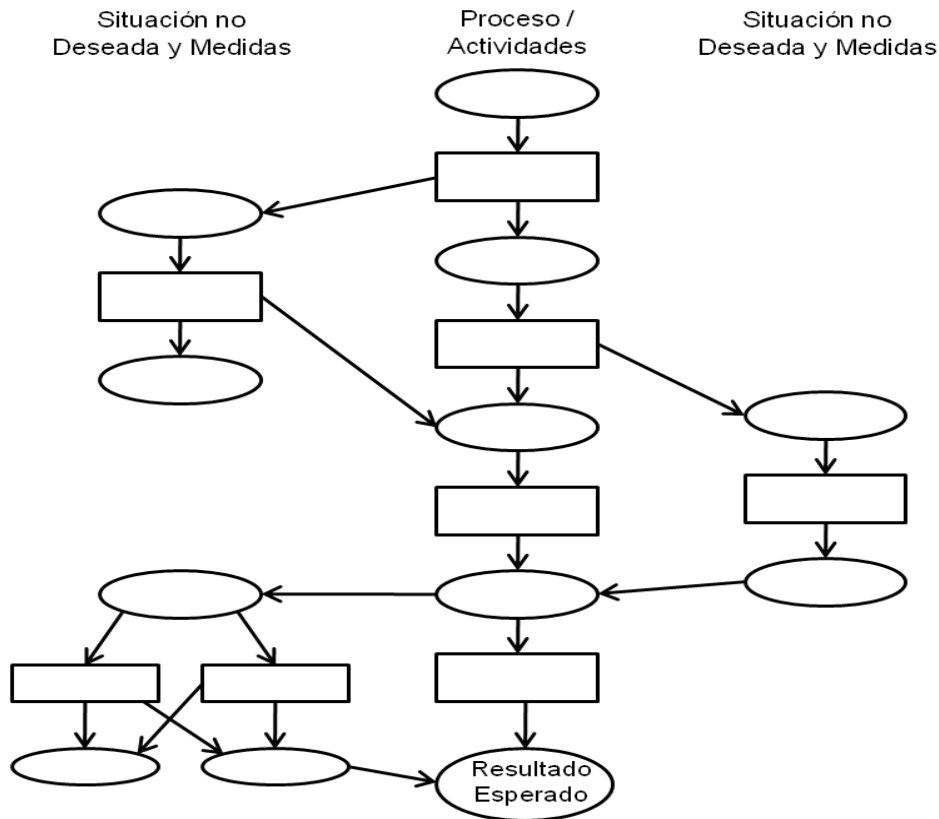 Situación no
Deseada y Medidas
Proceso /
Actividades
Situación no
Deseada y Medidas
Resultado
Esperado